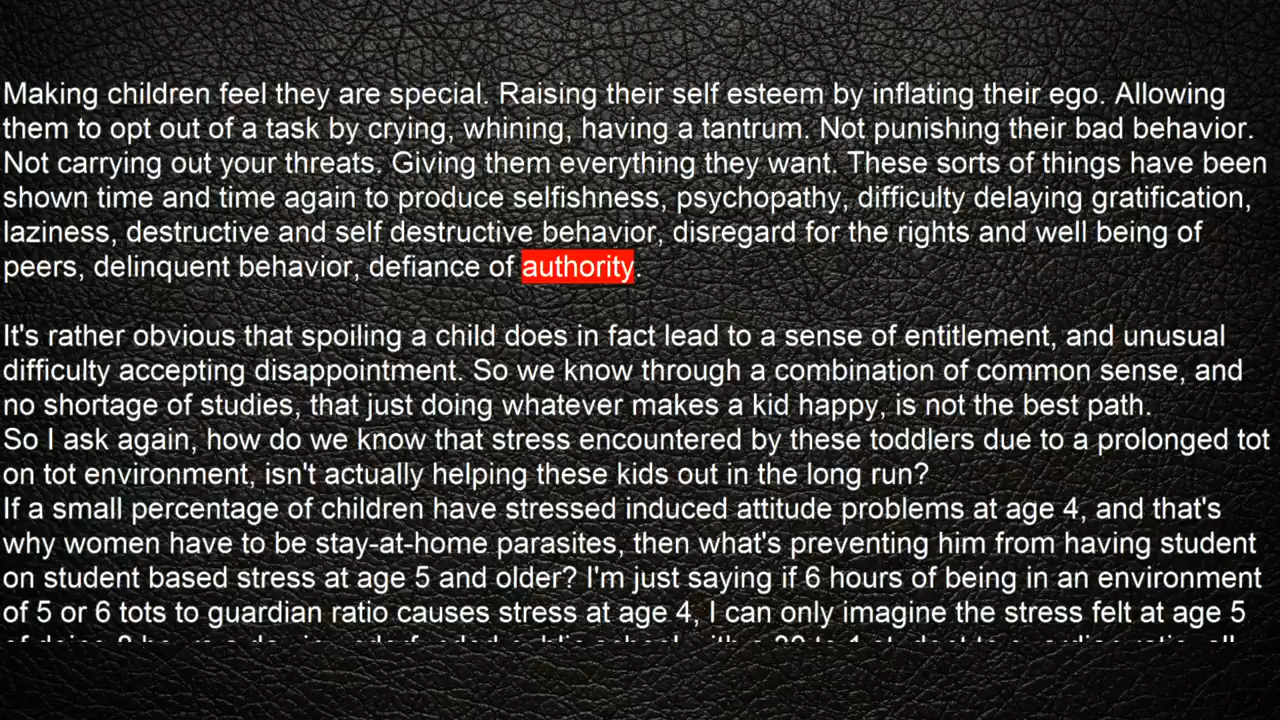 Making children feel they are special. Raising their self esteem by inflating their ego. Allowing
them to opt out of a task by crying, whining, having a tantrum. Not punishing their bad behavior.
Not carrying out your threats. Giving them everything they want. These sorts of things have been
shown time and time again to produce selfishness, psychopathy, difficulty delaying gratification,
laziness, destructive and self destructive behavior, disregard for the rights and well being of
peers, delinquent behavior, defiance of authority.
It's rather obvious that spoiling a child does in fact lead to a sense of entitlement, and unusual
difficulty accepting disappointment. So we know through a combination of common sense, and
no shortage of studies, that just doing whatever makes a kid happy, is not the best path.
So I ask again, how do we know that stress encountered by these toddlers due to a prolonged tot
on tot environment, isn't actually helping these kids out in the long run?
If a small percentage of children have stressed induced attitude problems at age 4, and that's
why women have to be stay-at-home parasites, then what's preventing him from having student
on student based stress at age 5 and older? I'm just saying if 6 hours of being in an environment
of 5 or 6 tots to guardian ratio causes stress at age 4, I can only imagine the stress felt at age 5